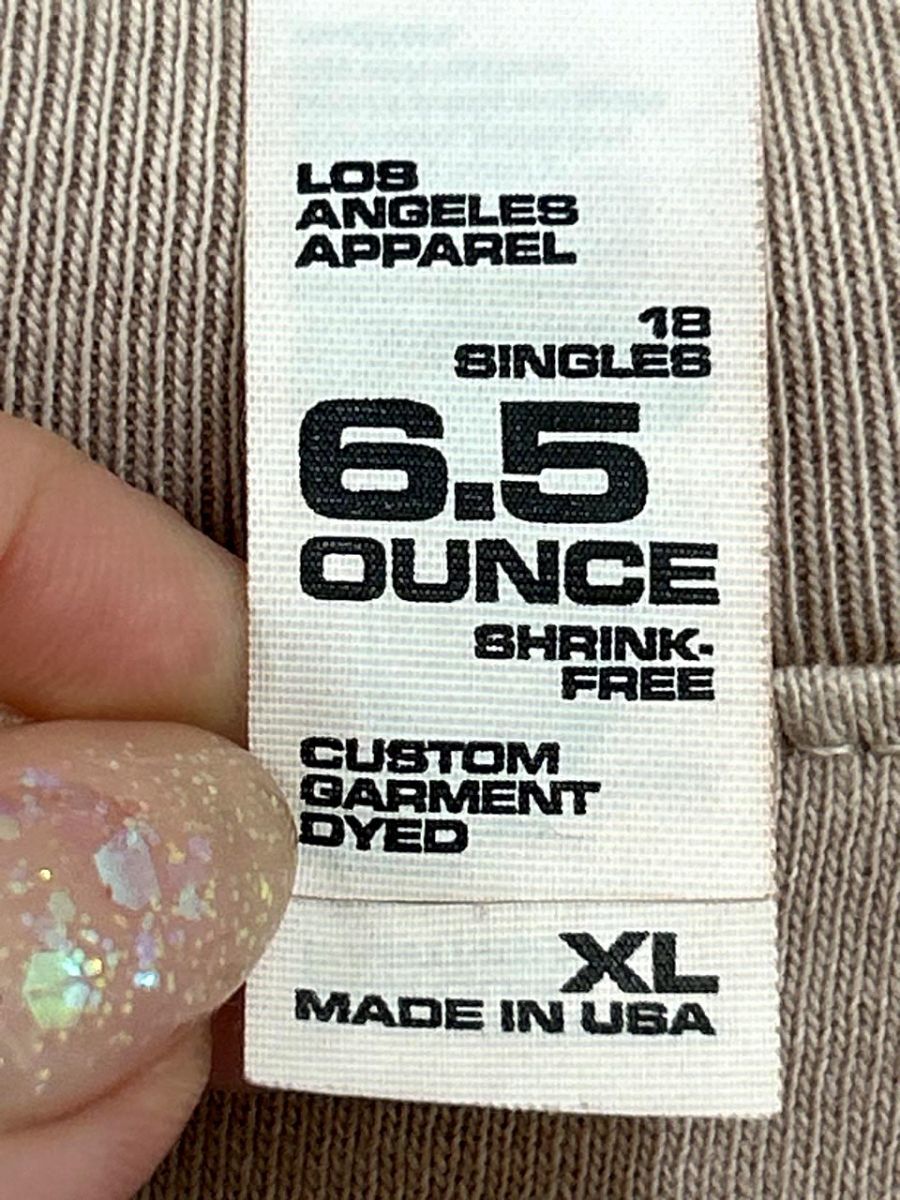 LOS
ANGELES
APPAREL
18
SINGLES
6.5
OUNCE
SHRINK-
FREE
CUSTOM
GARMENT
DYED
XL
MADE IN USA